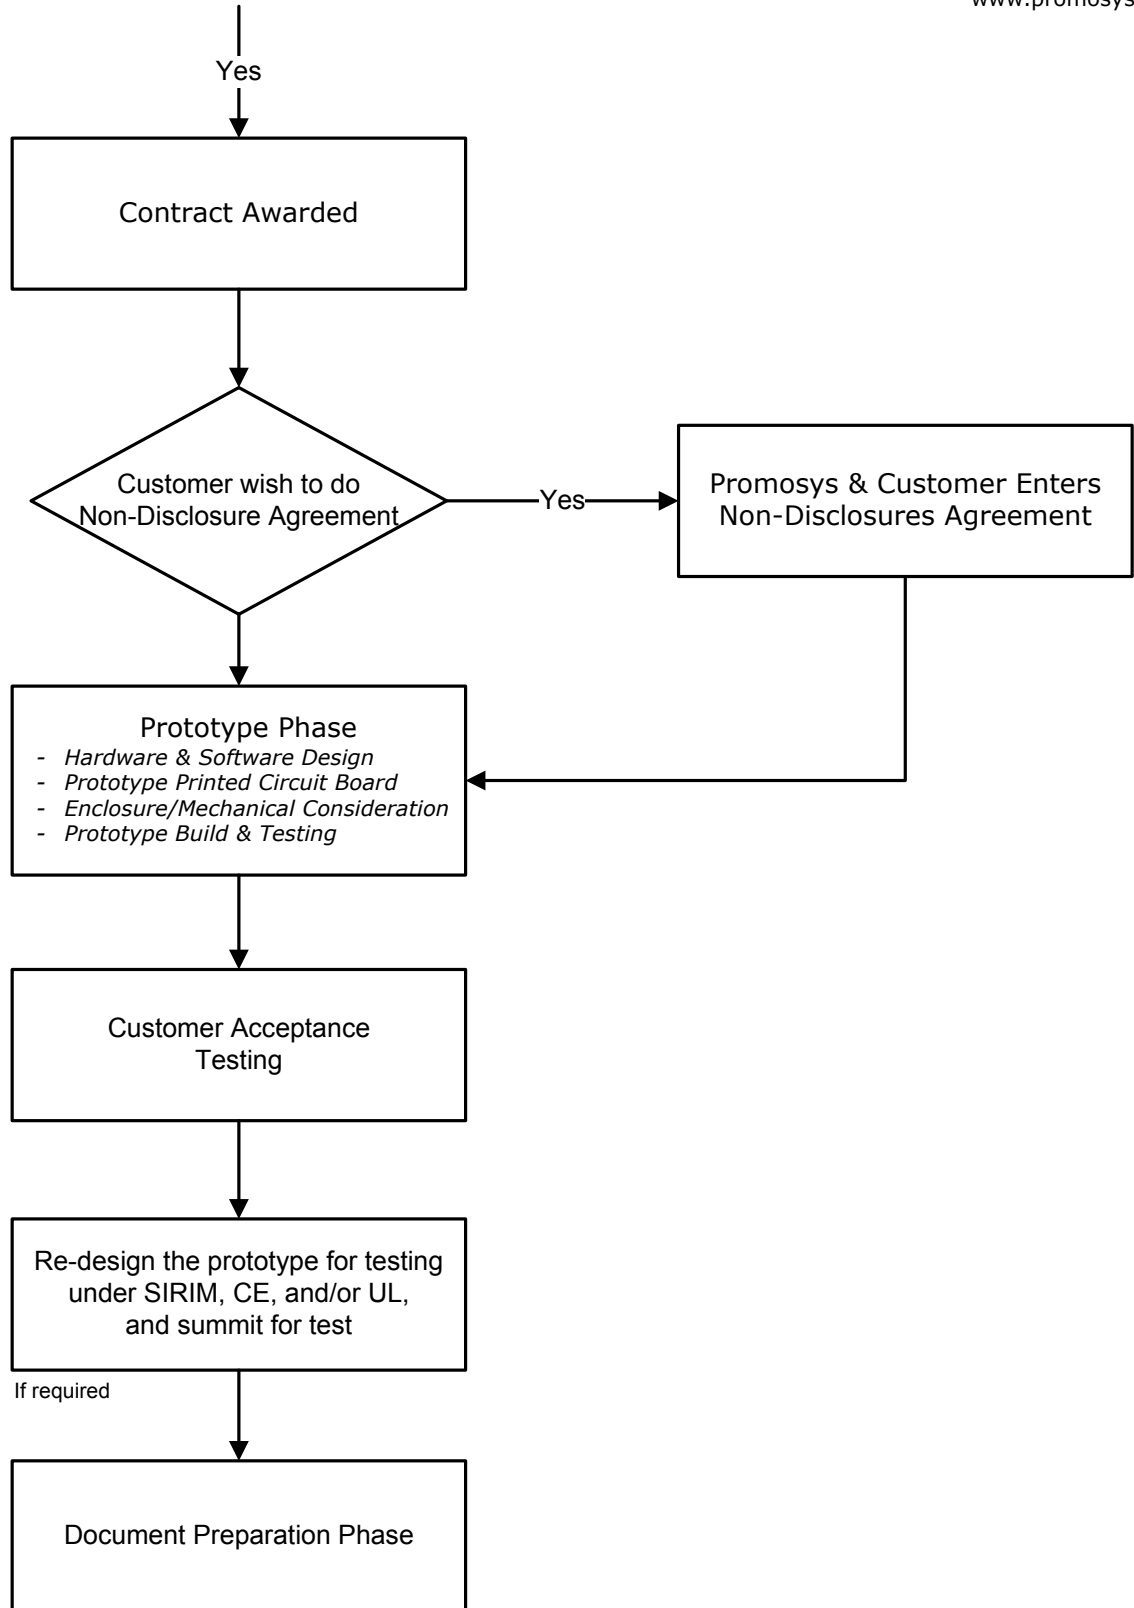 www.promosys
Yes
Contract Awarded
Customer wish to do
Non-Disclosure Agreement
Yes
Promosys & Customer Enters
Non-Disclosures Agreement
Prototype Phase
- Hardware & Software Design
- Prototype Printed Circuit Board
- Enclosure/Mechanical Consideration
- Prototype Build & Testing
Customer Acceptance
Testing
Re-design the prototype for testing
under SIRIM, CE, and/or UL,
and summit for test
If required
Document Preparation Phase